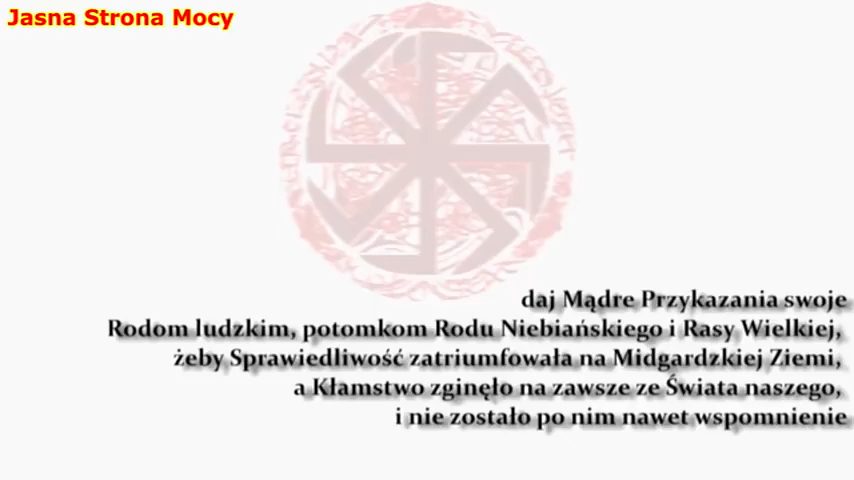 Jasna Strona Mocy
daj Mądre Przykazania swoje
Rodom ludzkim, potomkom Rodu Niebiańskiego i Rasy Wielkiej,
żeby Sprawiedliwość zatriumfowała na Midgardzkiej Ziemi,
a Kłamstwo zginęło na zawsze ze Świata naszego,
i nie zostało po nim nawet wspomnienie